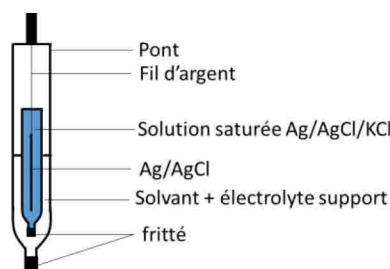 Pont
Fil d'argent
Solution saturée Ag/AgCl/KCl
Ag/AgCl
Solvant + électrolyte support
fritté